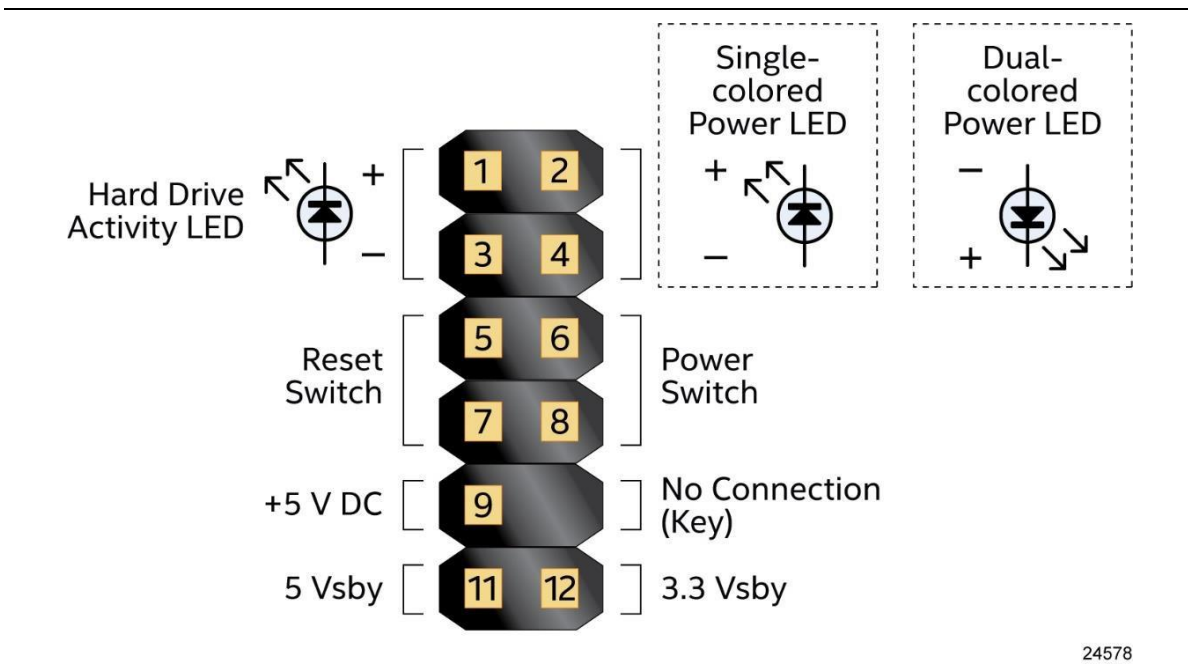 Single-
colored
Power LED
Dual-
colored
Power LED
Hard Drive
Activity LED
+
−
1 2
3 4
+
−
−
+
Reset
Switch
5 6
7 8
Power
Switch
+5 V DC
9
No Connection
(Key)
5 Vsby
11 12
3.3 Vsby
24578